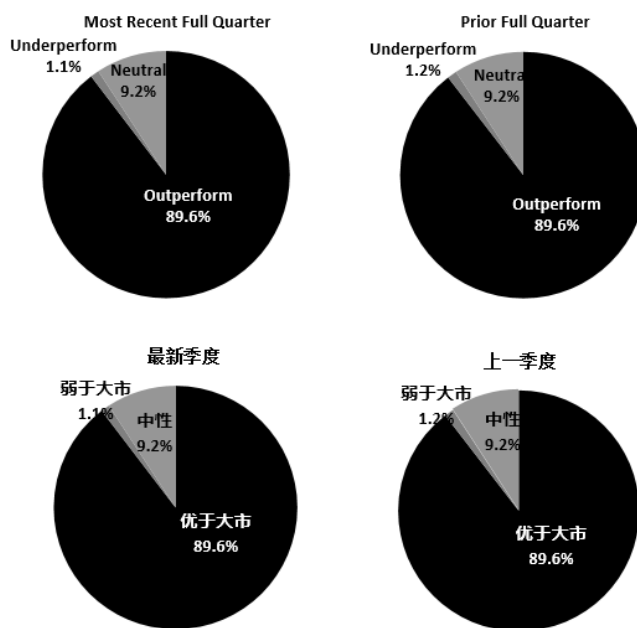 Most Recent Full Quarter
Underperform
1.1%
Neutral
9.2%
Outperform
89.6%
Prior Full Quarter
Underperform
1.2%
Neutral
9.2%
Outperform
89.6%
最新季度
弱于大市
1.1%
中性
9.2%
优于大市
89.6%
上一季度
弱于大市
1.2%
中性
9.2%
优于大市
89.6%